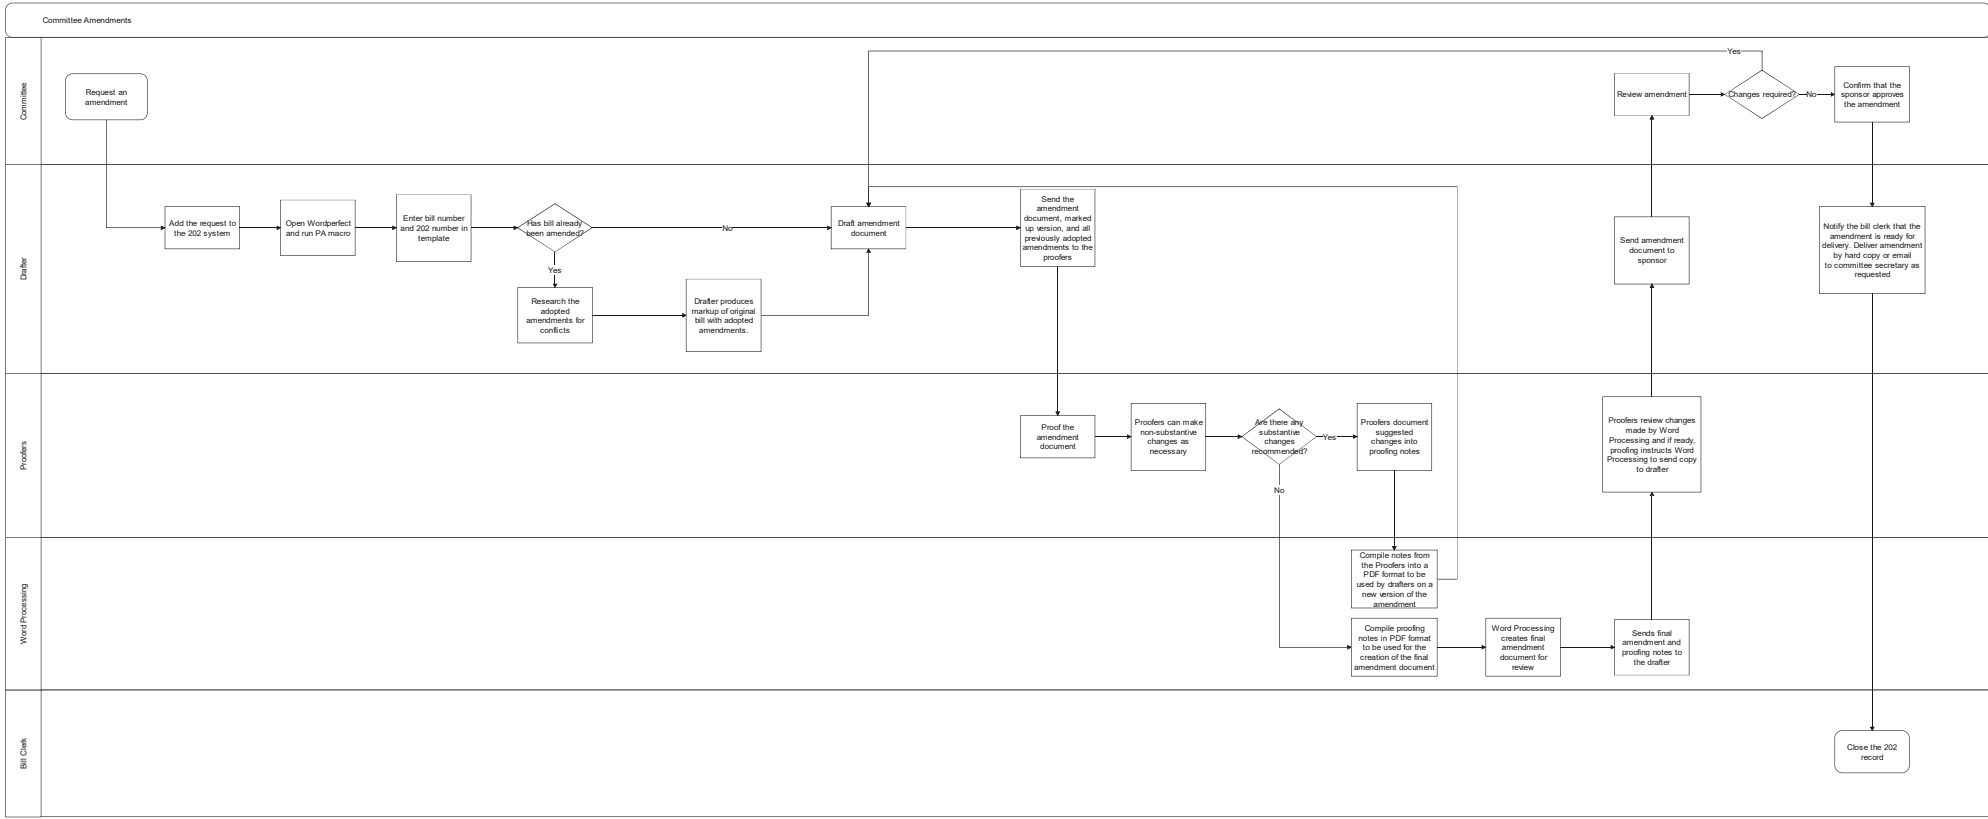 Committee Amendments
Committee
Request an
amendment
Yes
Review amendment
Changes required?
No
Confirm that the
sponsor approves
the amendment
Drafter
Add the request to
the 202 system
Open Wordperfect
and run PA macro
Enter bill number
and 202 number in
template
Has bill already
been amended?
No
Yes
Research the
adopted
amendments for
conflicts
Drafter produces
markup of original
bill with adopted
amendments.
Draft amendment
document
Send the
amendment
document, marked
up version, and all
previously adopted
amendments to the
proofers
Send amendment
document to
sponsor
Notify the bill clerk that the
amendment is ready for
delivery. Deliver amendment
by hard copy or email
to committee secretary as
requested
Proofers
Proof the
amendment
document
Proofers can make
non-substantive
changes as
necessary
Are there any
substantive
changes
recommended?
Yes
No
Proofers document
suggested
changes into
proofing notes
Proofers review changes
made by Word
Processing and if ready,
proofing instructs Word
Processing to send copy
to drafter
Word Processing
Compile notes from
the Proofers into a
PDF format to be
used by drafters on a
new version of the
amendment
Compile proofing
notes in PDF format
to be used for the
creation of the final
amendment document
Word Processing
creates final
amendment
document for
review
Sends final
amendment and
proofing notes to
the drafter
Bill Clerk
Close the 202
record